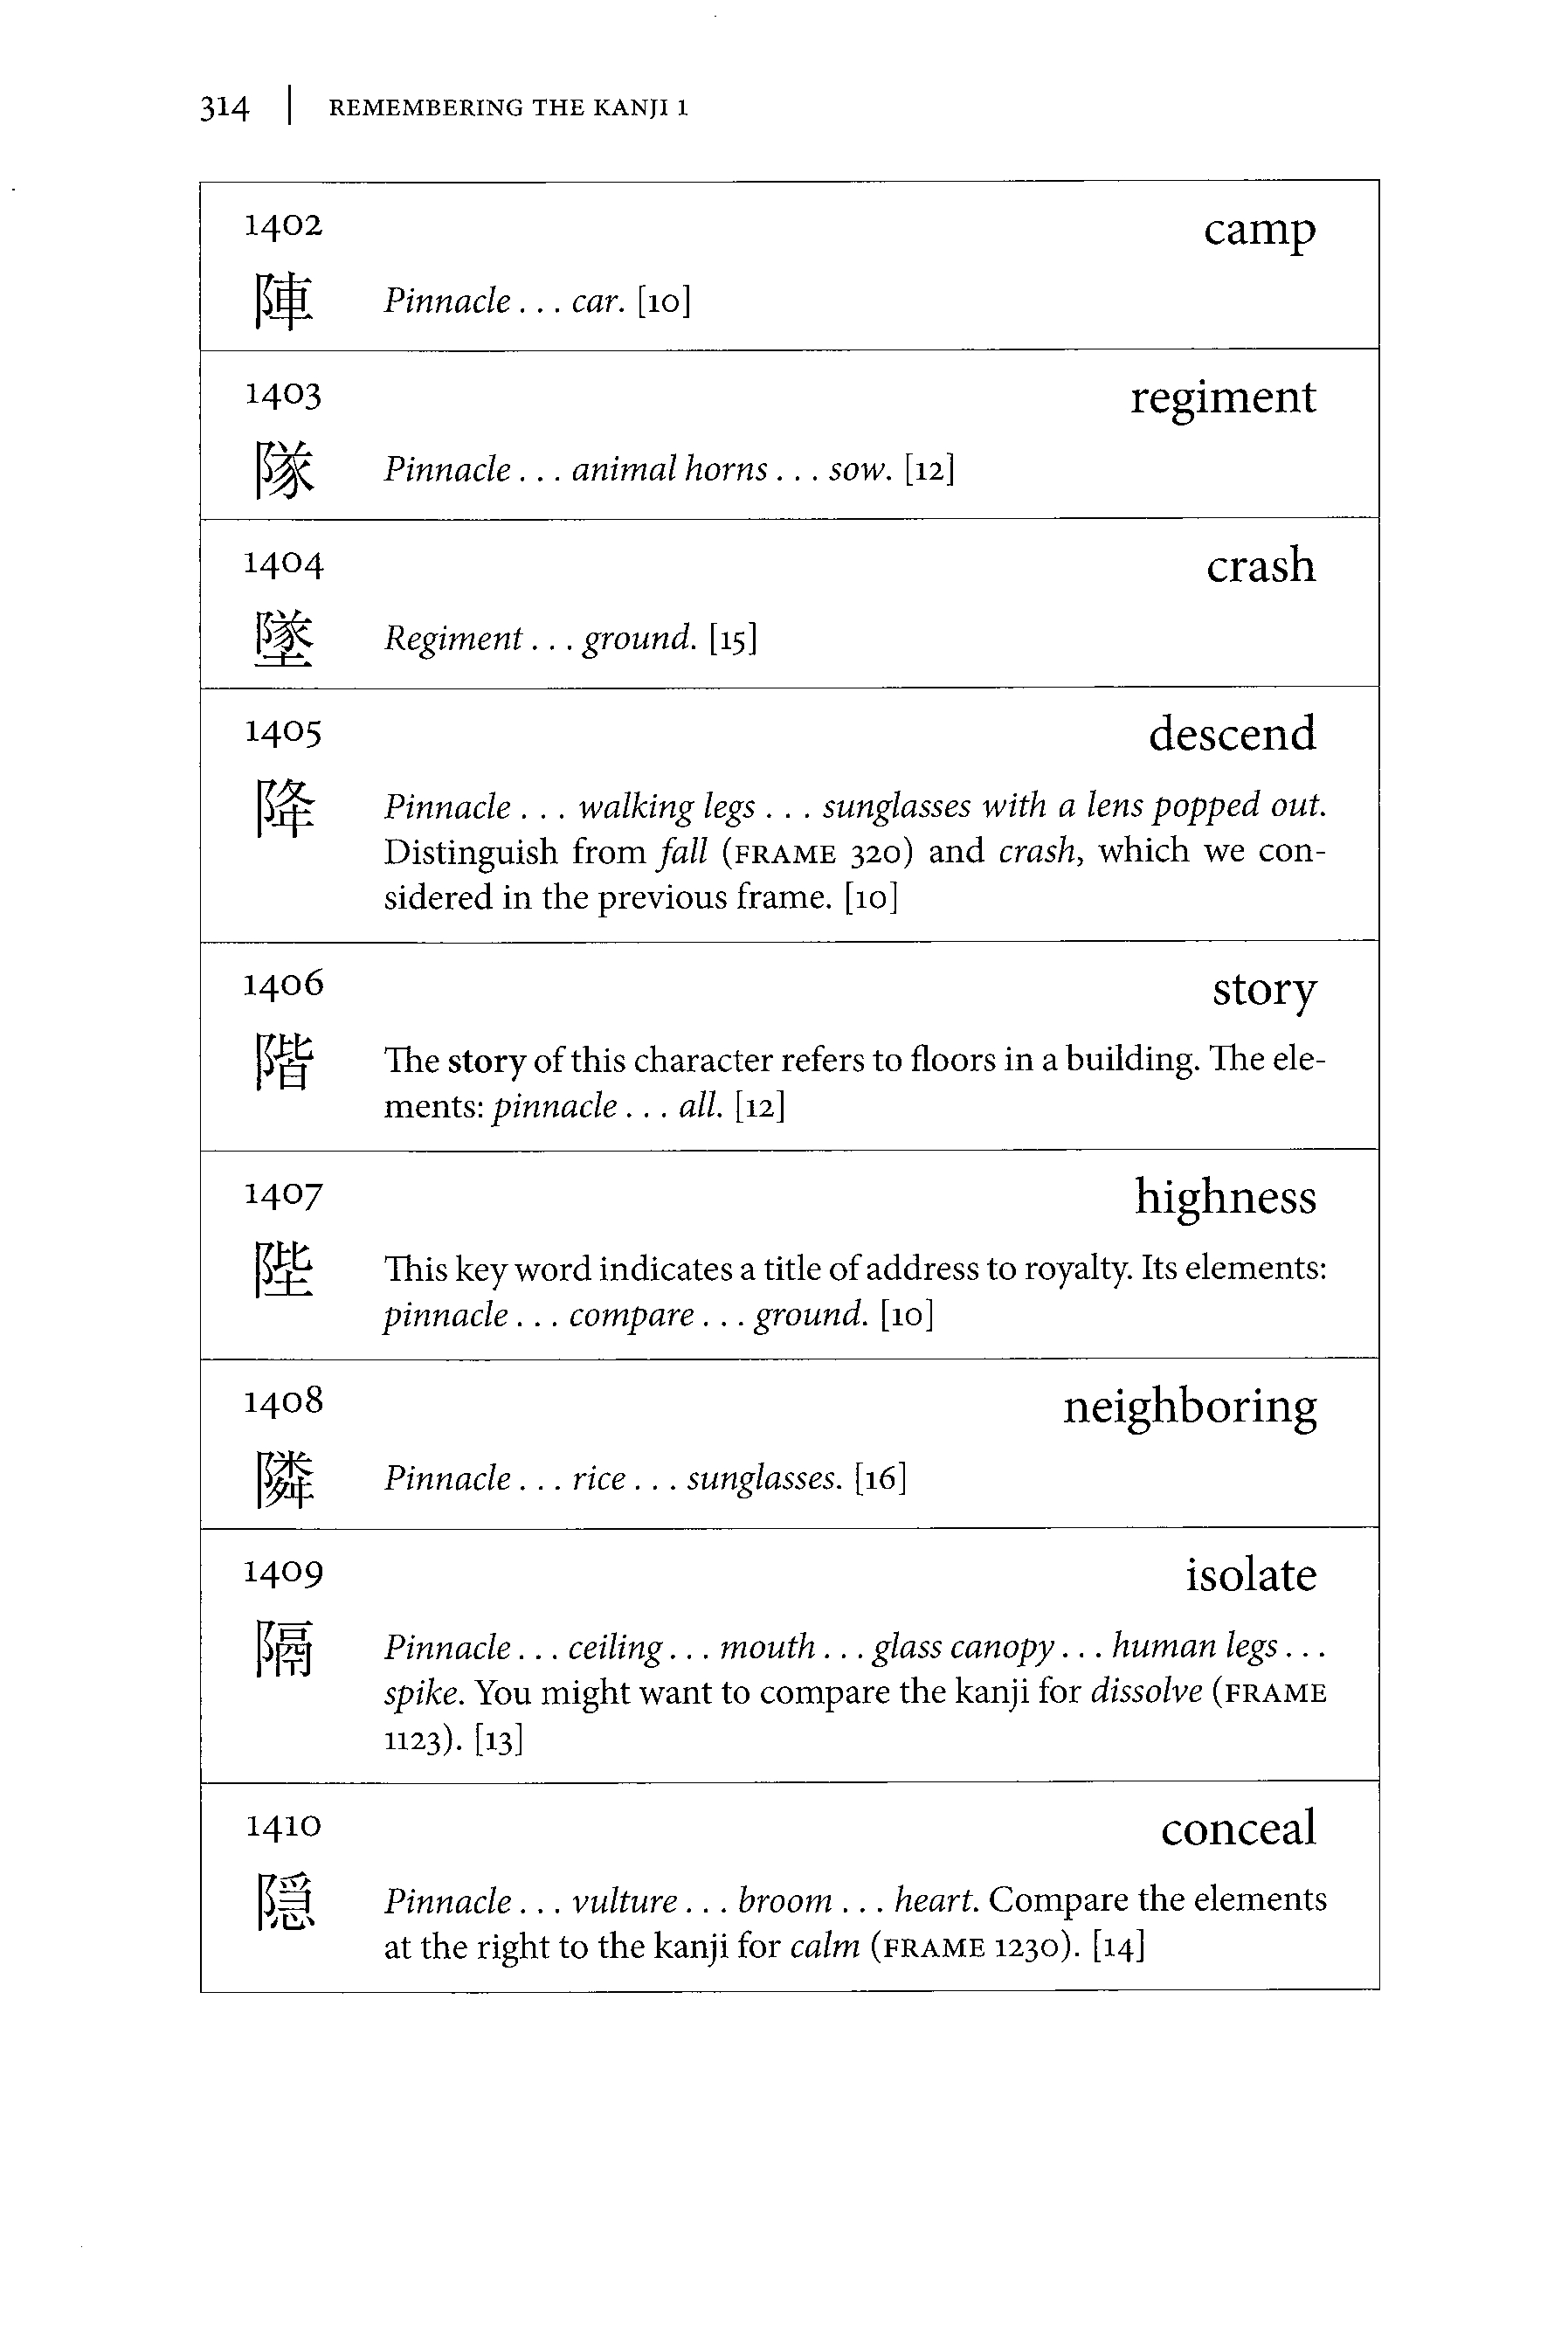 314 | REMEMBERING THE KANJI 1
1402 camp
陣 Pinnacle . . . car. [10]
1403 regiment
隊 Pinnacle . . . animal horns . . . sow. [12]
1404 crash
墜 Regiment . . . ground. [15]
1405 descend
降 Pinnacle . . . walking legs . . . sunglasses with a lens popped out.
Distinguish from fall (FRAME 320) and crash, which we con-
sidered in the previous frame. [10]
1406 story
階 The story of this character refers to floors in a building. The ele-
ments: pinnacle . . . all. [12]
1407 highness
陛 This key word indicates a title of address to royalty. Its elements:
pinnacle . . . compare . . . ground. [10]
1408 neighboring
隣 Pinnacle . . . rice . . . sunglasses. [16]
1409 isolate
隔 Pinnacle . . . ceiling . . . mouth . . . glass canopy . . . human legs . . .
spike. You might want to compare the kanji for dissolve (FRAME
1123). [13]
1410 conceal
隠 Pinnacle . . . vulture . . . broom . . . heart. Compare the elements
at the right to the kanji for calm (FRAME 1230). [14]